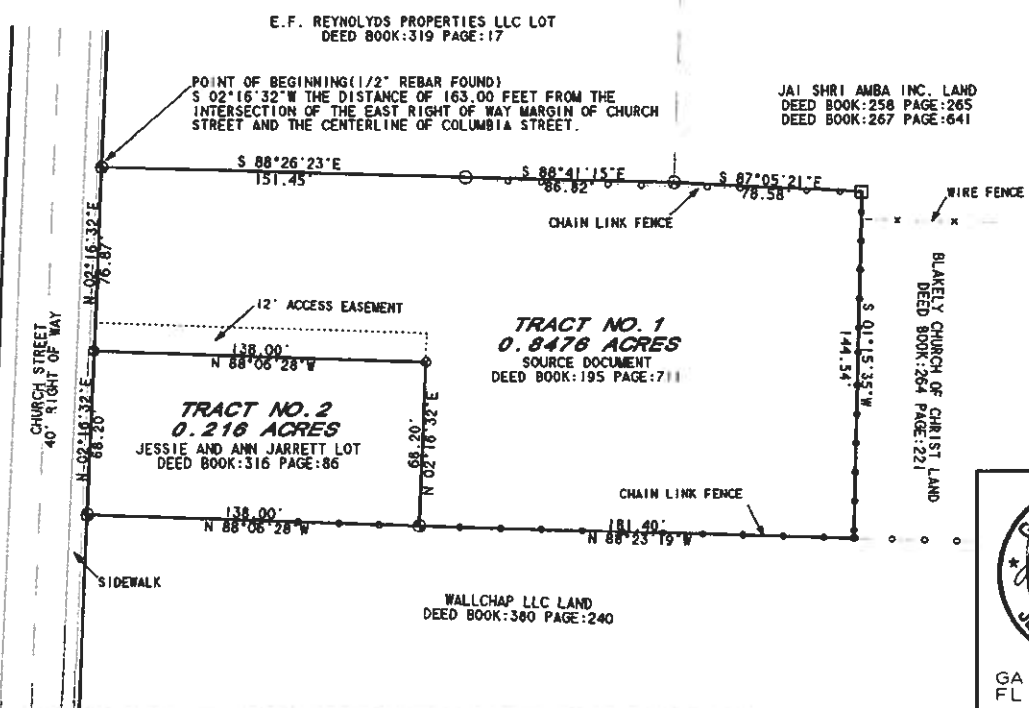 E.F. REYNOLYDS PROPERTIES LLC LOT
DEED BOOK:319 PAGE:17
POINT OF BEGINNING(1/2" REBAR FOUND)
S 02°16'32"W THE DISTANCE OF 163.00 FEET FROM THE
INTERSECTION OF THE EAST RIGHT OF WAY MARGIN OF CHURCH
STREET AND THE CENTERLINE OF COLUMBIA STREET.
JAI SHRI AMBA INC. LAND
DEED BOOK:258 PAGE:265
DEED BOOK:267 PAGE:641
S 88°26'23"E
151.45'
S 88°41'15"E
86.82'
S 87°05'21"E
78.58'
WIRE FENCE
CHAIN LINK FENCE
N 02°16'32"E
76.87'
12' ACCESS EASEMENT
BLAKELY CHURCH OF CHRIST LAND
DEED BOOK:264 PAGE:221
S 01°15'35"W
144.54'
TRACT NO. 1
0.8476 ACRES
SOURCE DOCUMENT
DEED BOOK:195 PAGE:711
CHURCH STREET
40' RIGHT OF WAY
138.00'
N 88°06'28"W
N 02°16'32"E
68.20'
TRACT NO. 2
0.216 ACRES
JESSIE AND ANN JARRETT LOT
DEED BOOK:316 PAGE:86
68.20'
N 02°16'32"E
CHAIN LINK FENCE
138.00'
N 88°06'28"W
181.40'
N 88°23'19"W
SIDEWALK
WALLCHAP LLC LAND
DEED BOOK:380 PAGE:240
GA
FL